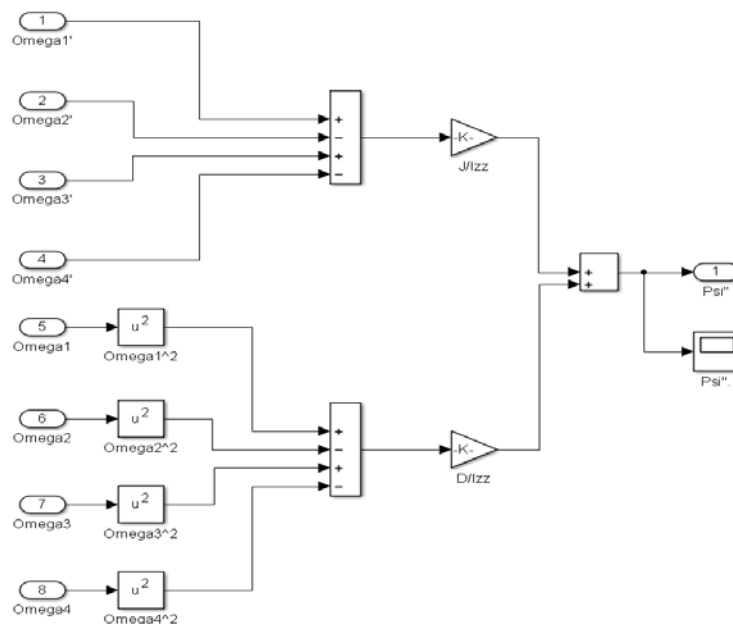 1
Omega1'
2
Omega2'
3
Omega3'
4
Omega4'
+
−
+
−
-K-
J/Izz
+
+
1
Psi"
Psi".
5
Omega1
u²
Omega1^2
6
Omega2
u²
Omega2^2
7
Omega3
u²
Omega3^2
8
Omega4
u²
Omega4^2
+
−
+
−
-K-
D/Izz